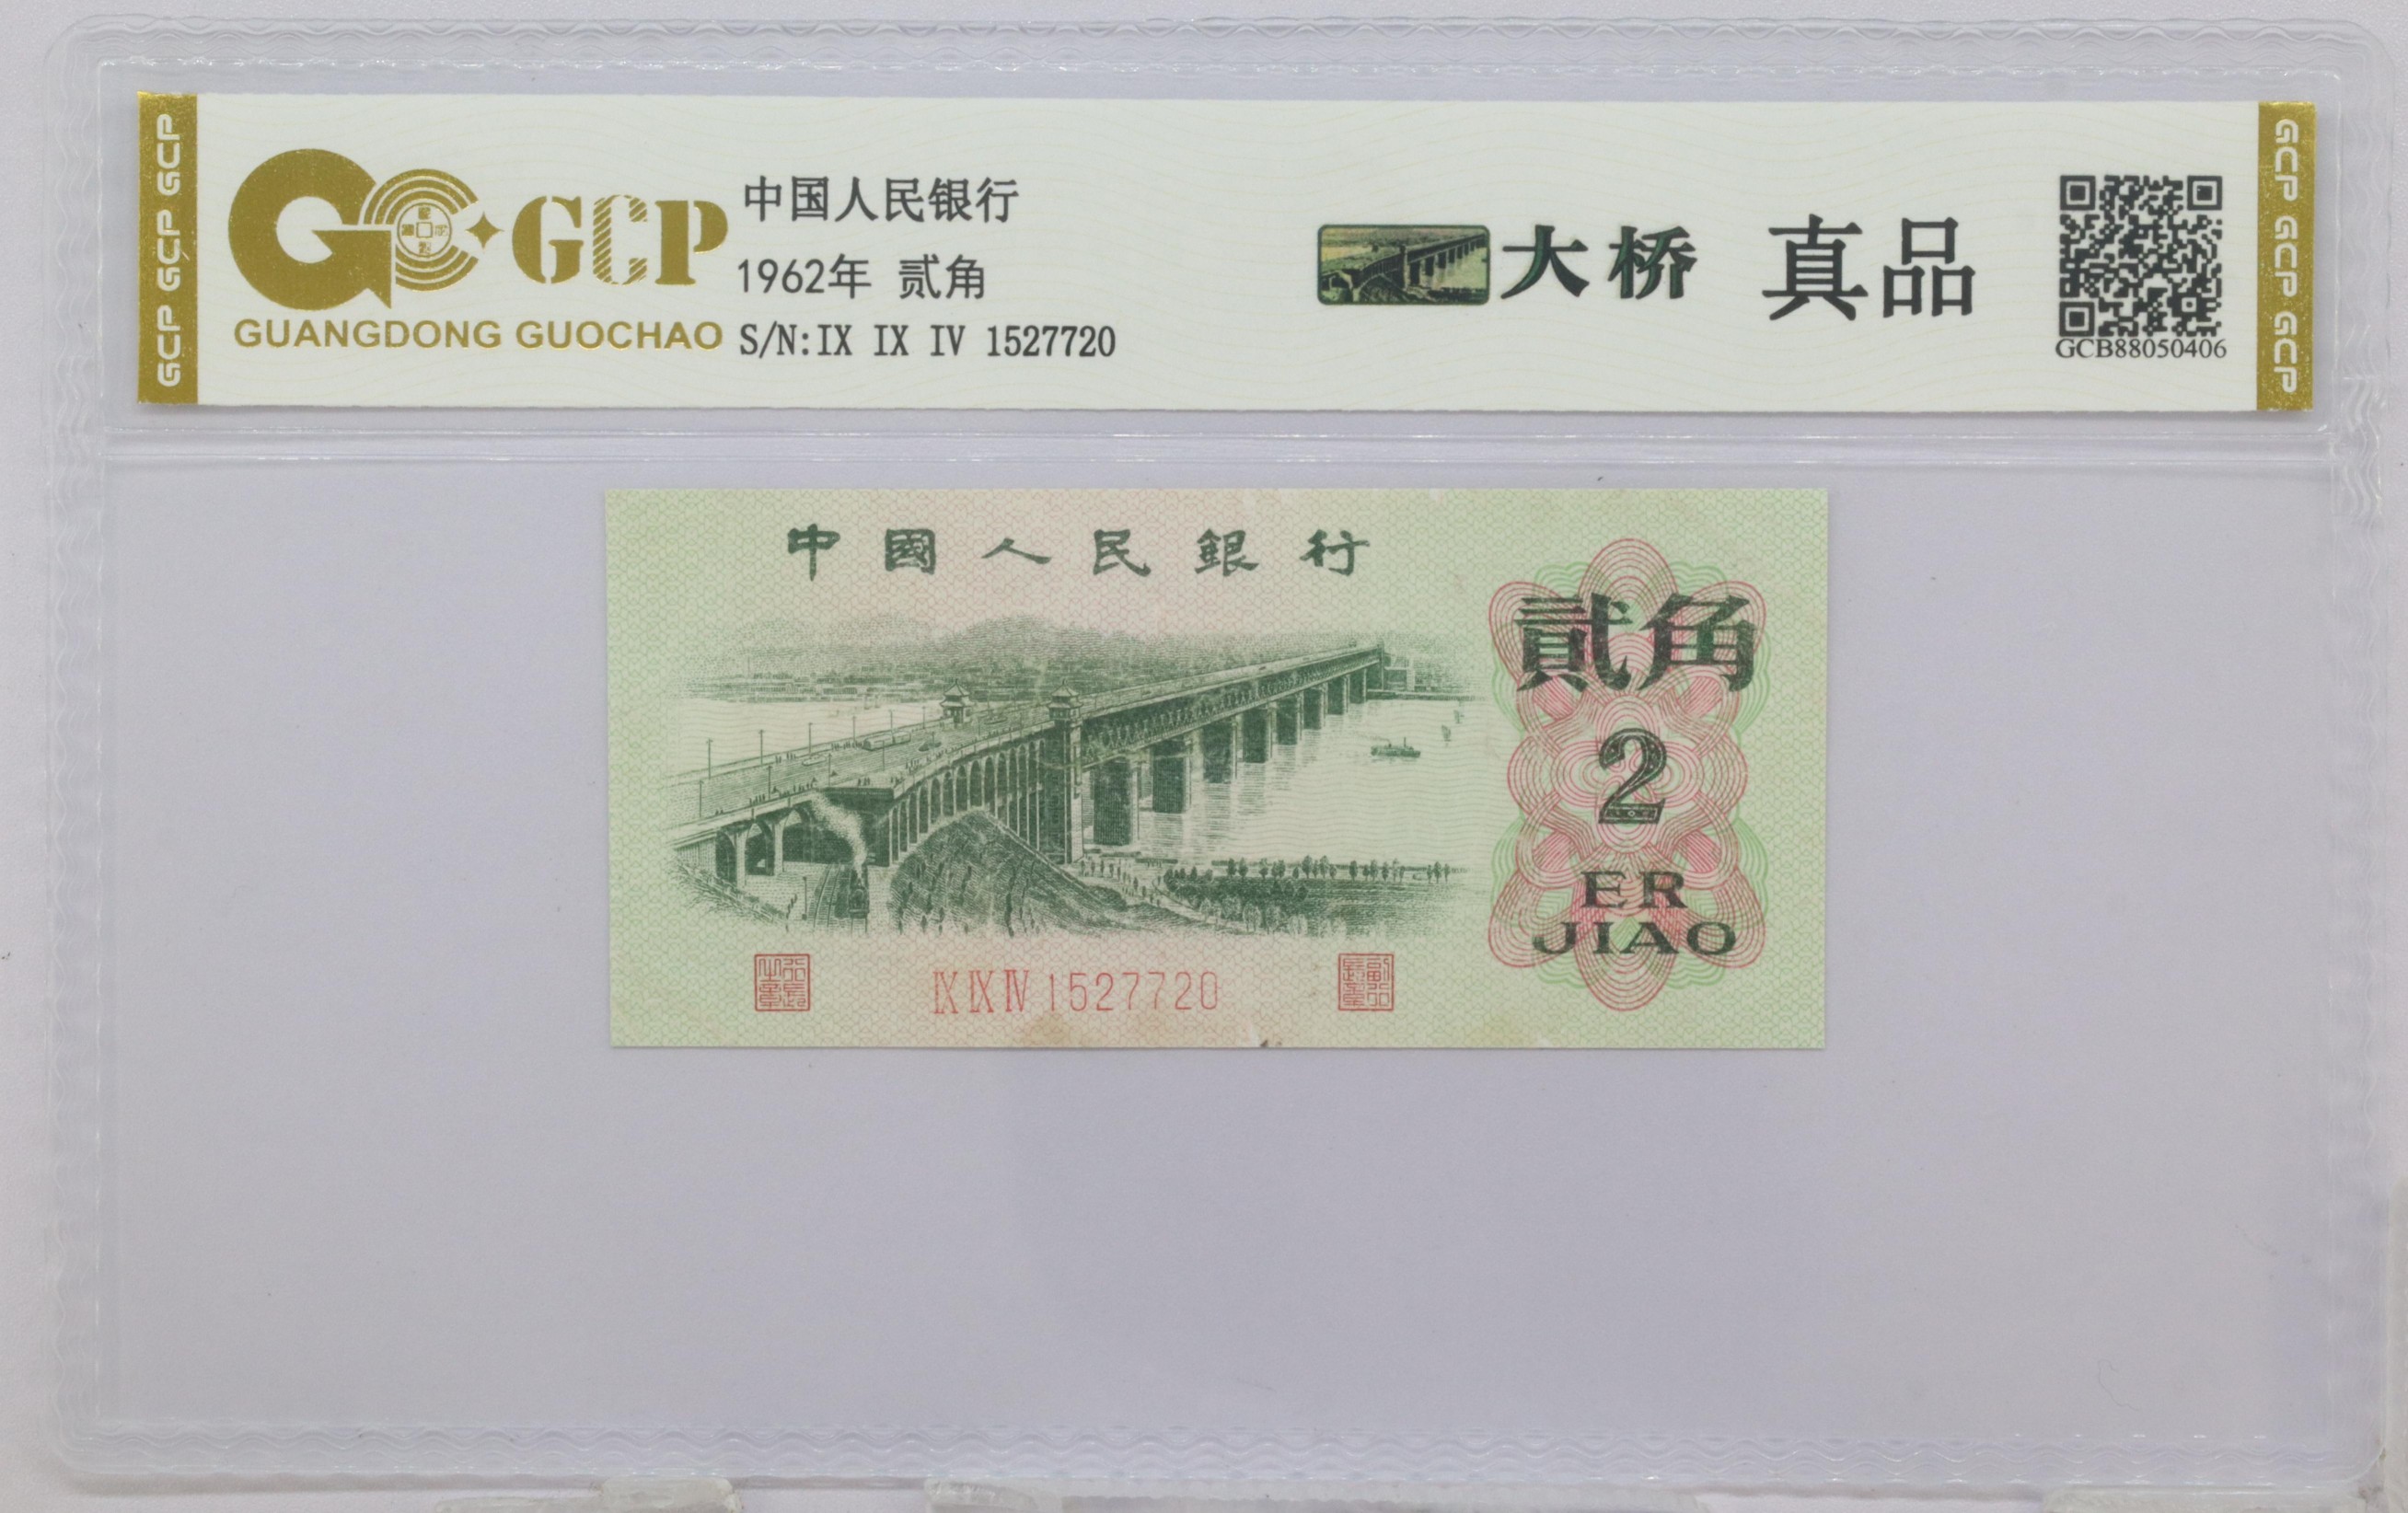 GCP GCP GCP
GCP
GUANGDONG GUOCHAO
中国人民银行
1962年 贰角
S/N:IX IX IV 1527720
大桥 真品
GCB88050406
GCP GCP GCP
中國人民銀行
貳角
2
ER
JIAO
IX IX IV 1527720